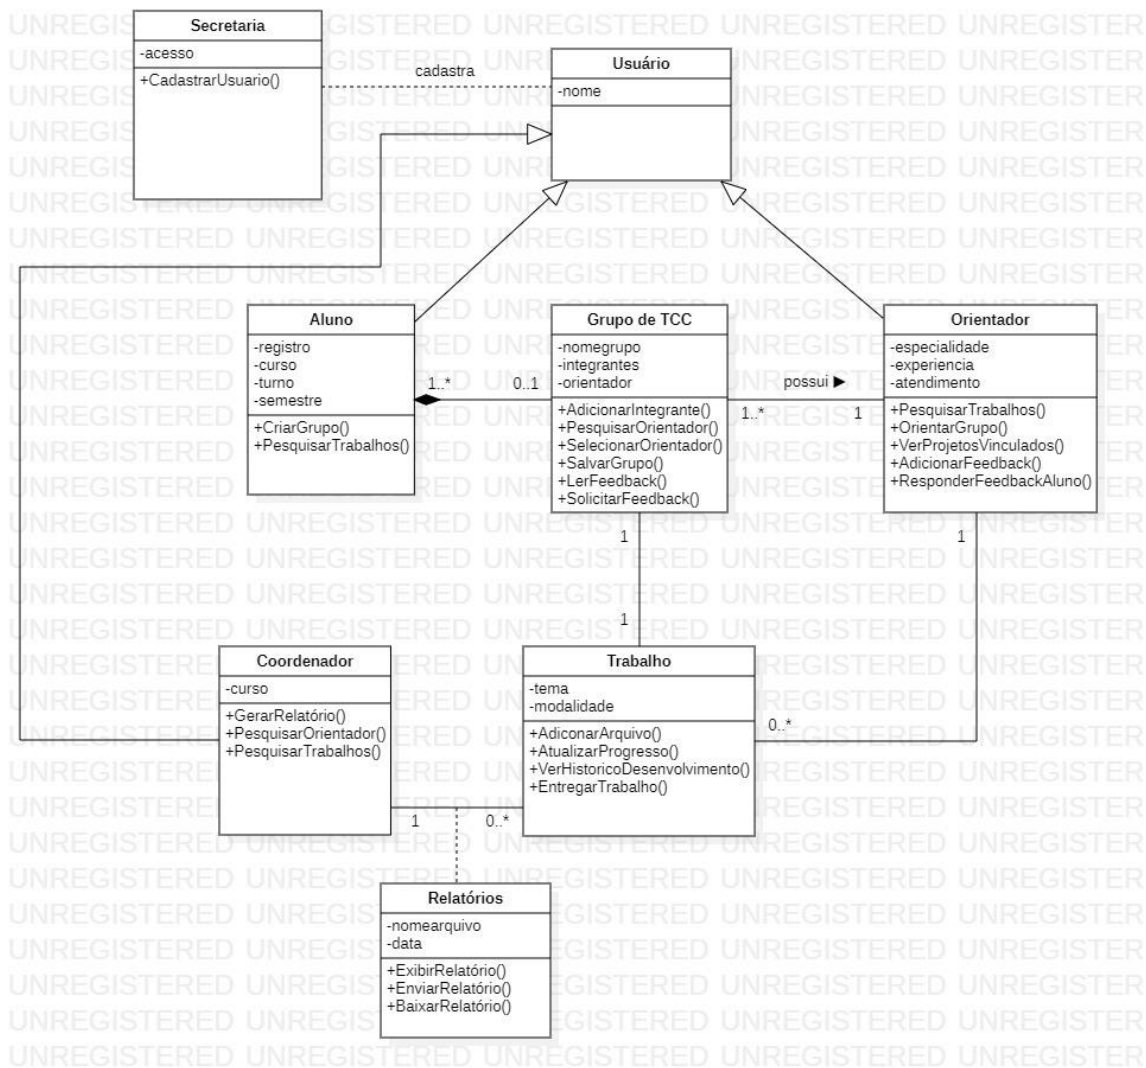 Secretaria
-acesso
+CadastrarUsuario()
cadastra
Usuário
-nome
Aluno
-registro
-curso
-turno
-semestre
+CriarGrupo()
+PesquisarTrabalhos()
1..*
0..1
Grupo de TCC
-nomegrupo
-integrantes
-orientador
+AdicionarIntegrante()
+PesquisarOrientador()
+SelecionarOrientador()
+SalvarGrupo()
+LerFeedback()
+SolicitarFeedback()
possui ►
1..*
1
Orientador
-especialidade
-experiencia
-atendimento
+PesquisarTrabalhos()
+OrientarGrupo()
+VerProjetosVinculados()
+AdicionarFeedback()
+ResponderFeedbackAluno()
1
1
1
0..*
Coordenador
-curso
+GerarRelatório()
+PesquisarOrientador()
+PesquisarTrabalhos()
1
0..*
Trabalho
-tema
-modalidade
+AdiconarArquivo()
+AtualizarProgresso()
+VerHistoricoDesenvolvimento()
+EntregarTrabalho()
Relatórios
-nomearquivo
-data
+ExibirRelatório()
+EnviarRelatório()
+BaixarRelatório()
UNREGISTERED